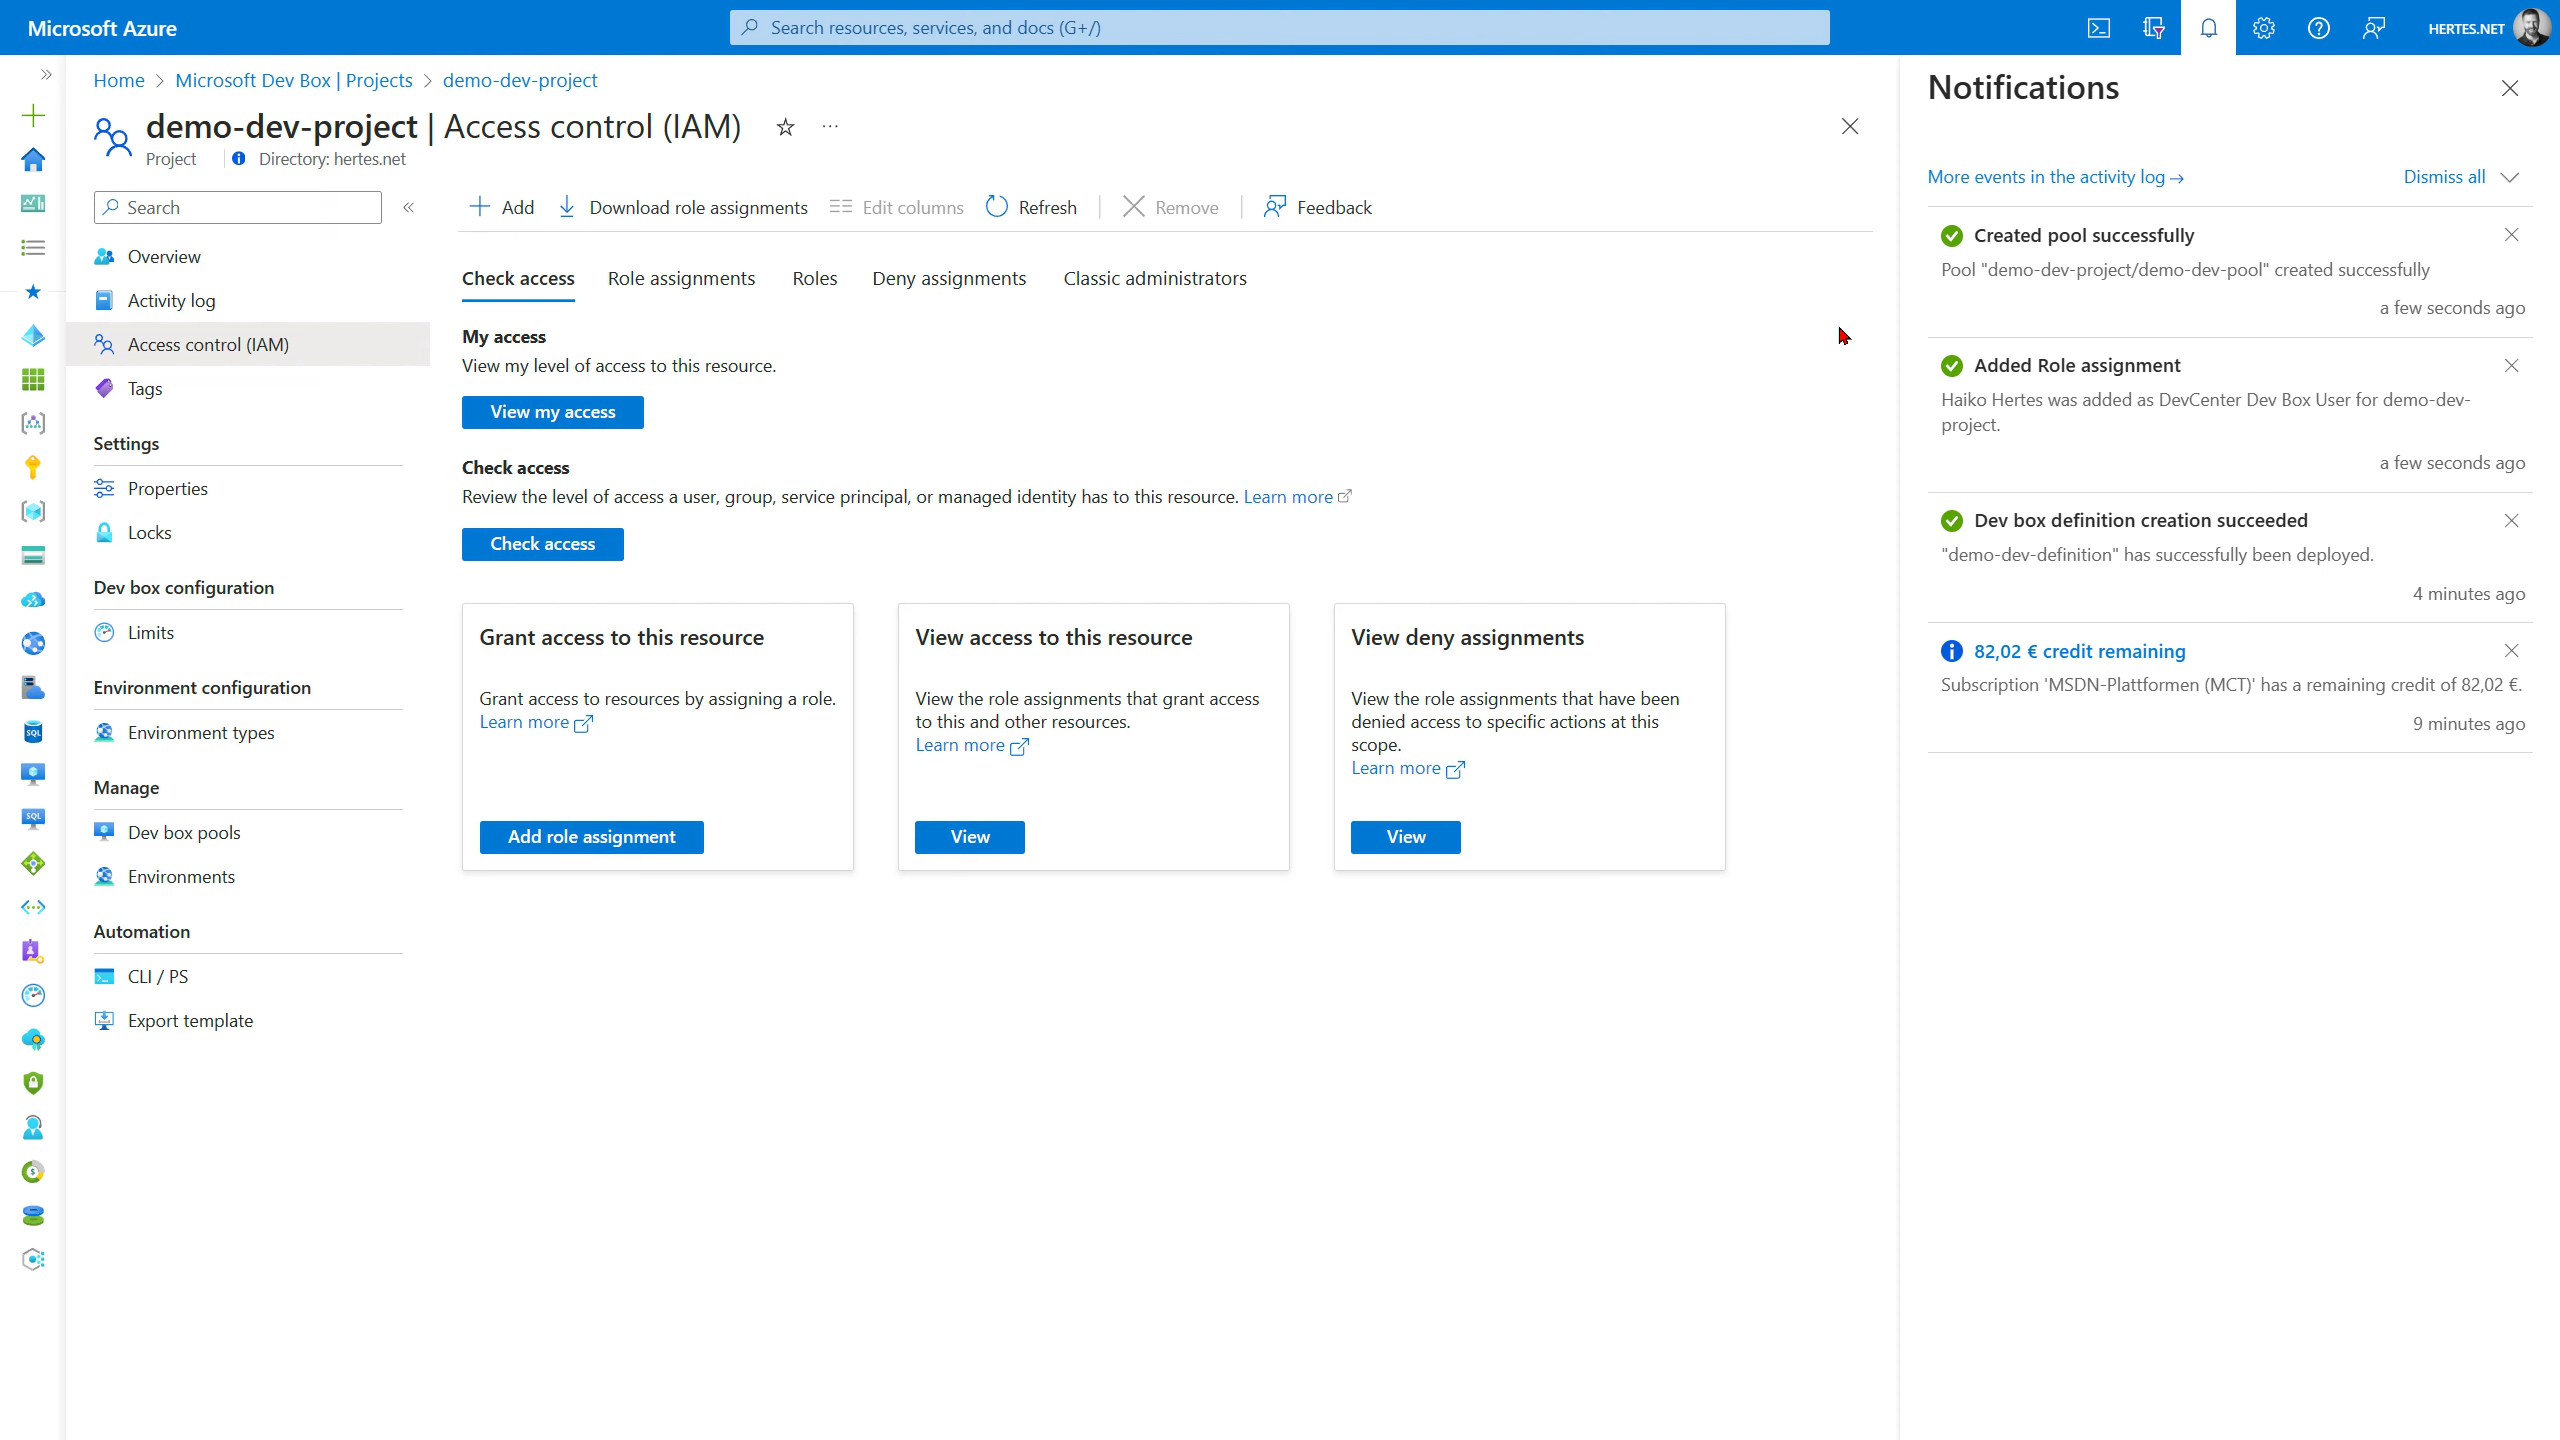 Microsoft Azure
Search resources, services, and docs (G+/)
HERTES.NET
Home > Microsoft Dev Box | Projects > demo-dev-project
demo-dev-project | Access control (IAM)
Project
Directory: hertes.net
Search
Overview
Activity log
Access control (IAM)
Tags
Settings
Properties
Locks
Dev box configuration
Limits
Environment configuration
Environment types
Manage
Dev box pools
Environments
Automation
CLI / PS
Export template
Add
Download role assignments
Edit columns
Refresh
Remove
Feedback
Check access
Role assignments
Roles
Deny assignments
Classic administrators
My access
View my level of access to this resource.
View my access
Check access
Review the level of access a user, group, service principal, or managed identity has to this resource. Learn more
Check access
Grant access to this resource
Grant access to resources by assigning a role.
Learn more
Add role assignment
View access to this resource
View the role assignments that grant access
to this and other resources.
Learn more
View
View deny assignments
View the role assignments that have been
denied access to specific actions at this
scope.
Learn more
View
Notifications
More events in the activity log →
Dismiss all
Created pool successfully
Pool "demo-dev-project/demo-dev-pool" created successfully
a few seconds ago
Added Role assignment
Haiko Hertes was added as DevCenter Dev Box User for demo-dev-
project.
a few seconds ago
Dev box definition creation succeeded
"demo-dev-definition" has successfully been deployed.
4 minutes ago
82,02 € credit remaining
Subscription 'MSDN-Plattformen (MCT)' has a remaining credit of 82,02 €.
9 minutes ago
SQL
SQL